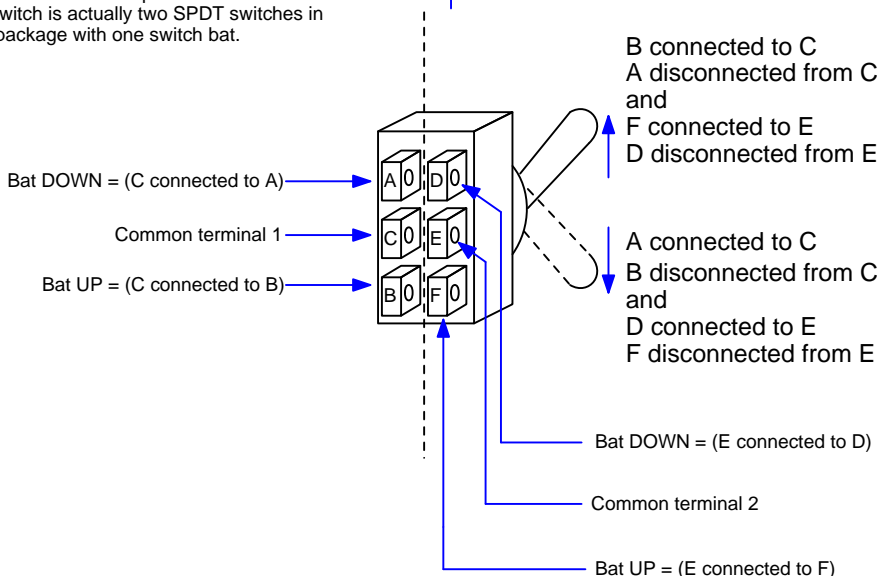 witch is actually two SPDT switches in
package with one switch bat.
B connected to C
A disconnected from C
and
F connected to E
D disconnected from E
Bat DOWN = (C connected to A)
Common terminal 1
Bat UP = (C connected to B)
A 0 D 0
C 0 E 0
B 0 F 0
A connected to C
B disconnected from C
and
D connected to E
F disconnected from E
Bat DOWN = (E connected to D)
Common terminal 2
Bat UP = (E connected to F)